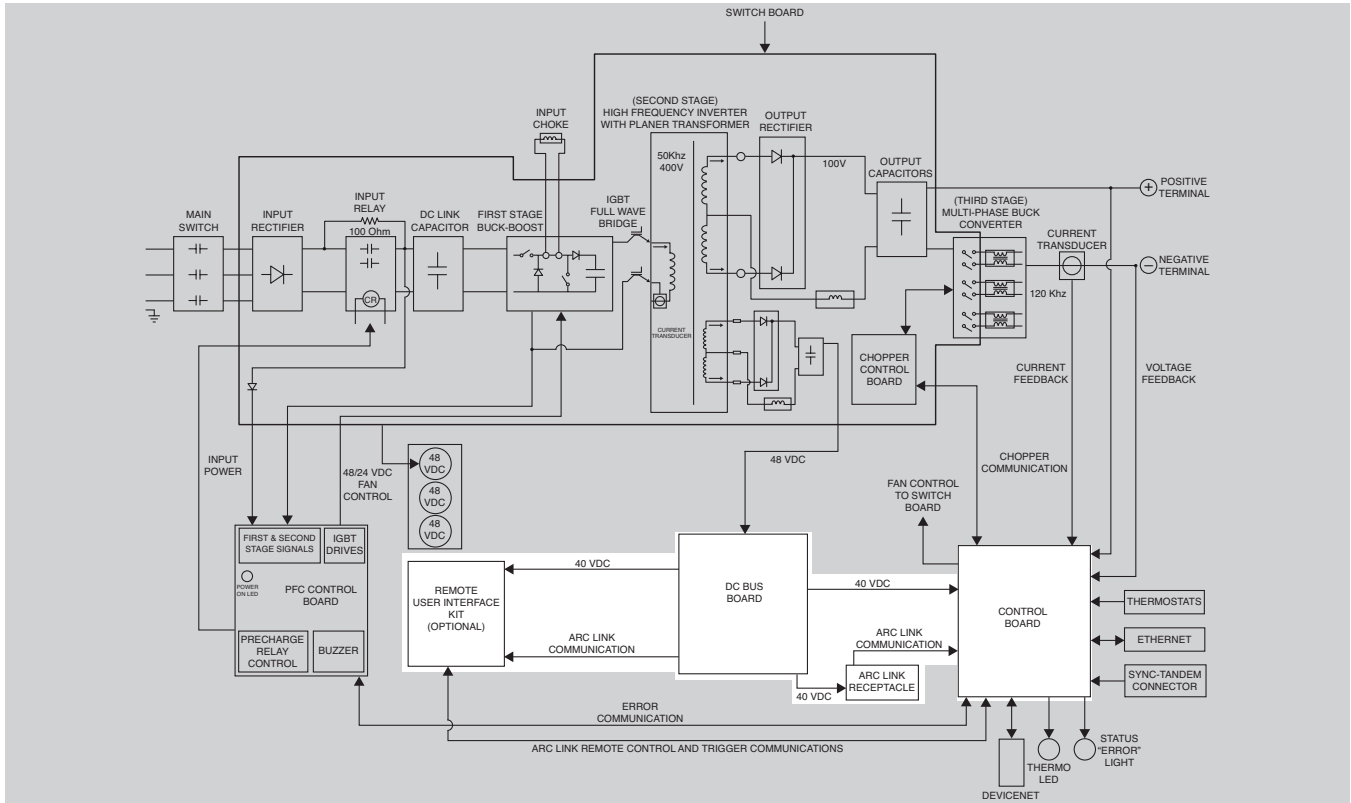 SWITCH BOARD
(SECOND STAGE)
HIGH FREQUENCY INVERTER
WITH PLANER TRANSFORMER
INPUT
CHOKE
OUTPUT
RECTIFIER
50Khz
400V
100V
OUTPUT
CAPACITORS
POSITIVE
TERMINAL
MAIN
SWITCH
INPUT
RECTIFIER
INPUT
RELAY
100 Ohm
CR
DC LINK
CAPACITOR
FIRST STAGE
BUCK-BOOST
IGBT
FULL WAVE
BRIDGE
(THIRD STAGE)
MULTI-PHASE BUCK
CONVERTER
CURRENT
TRANSDUCER
NEGATIVE
TERMINAL
120 Khz
CURRENT
TRANSDUCER
CHOPPER
CONTROL
BOARD
CURRENT
FEEDBACK
VOLTAGE
FEEDBACK
INPUT
POWER
48/24 VDC
FAN
CONTROL
48
VDC
48
VDC
48
VDC
48 VDC
CHOPPER
COMMUNICATION
FAN CONTROL
TO SWITCH
BOARD
FIRST & SECOND
STAGE SIGNALS
IGBT
DRIVES
POWER
ON LED
PFC CONTROL
BOARD
PRECHARGE
RELAY
CONTROL
BUZZER
REMOTE
USER INTERFACE
KIT
(OPTIONAL)
40 VDC
ARC LINK
COMMUNICATION
DC BUS
BOARD
40 VDC
ARC LINK
COMMUNICATION
ARC LINK
RECEPTACLE
40 VDC
CONTROL
BOARD
THERMOSTATS
ETHERNET
SYNC-TANDEM
CONNECTOR
ERROR
COMMUNICATION
ARC LINK REMOTE CONTROL AND TRIGGER COMMUNICATIONS
DEVICENET
THERMO
LED
STATUS
"ERROR"
LIGHT